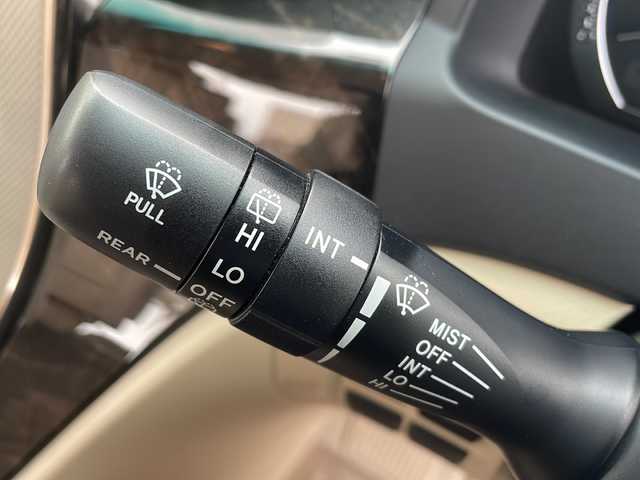 PULL
REAR
HI
LO
OFF
INT
MIST
OFF
INT
LO
HI